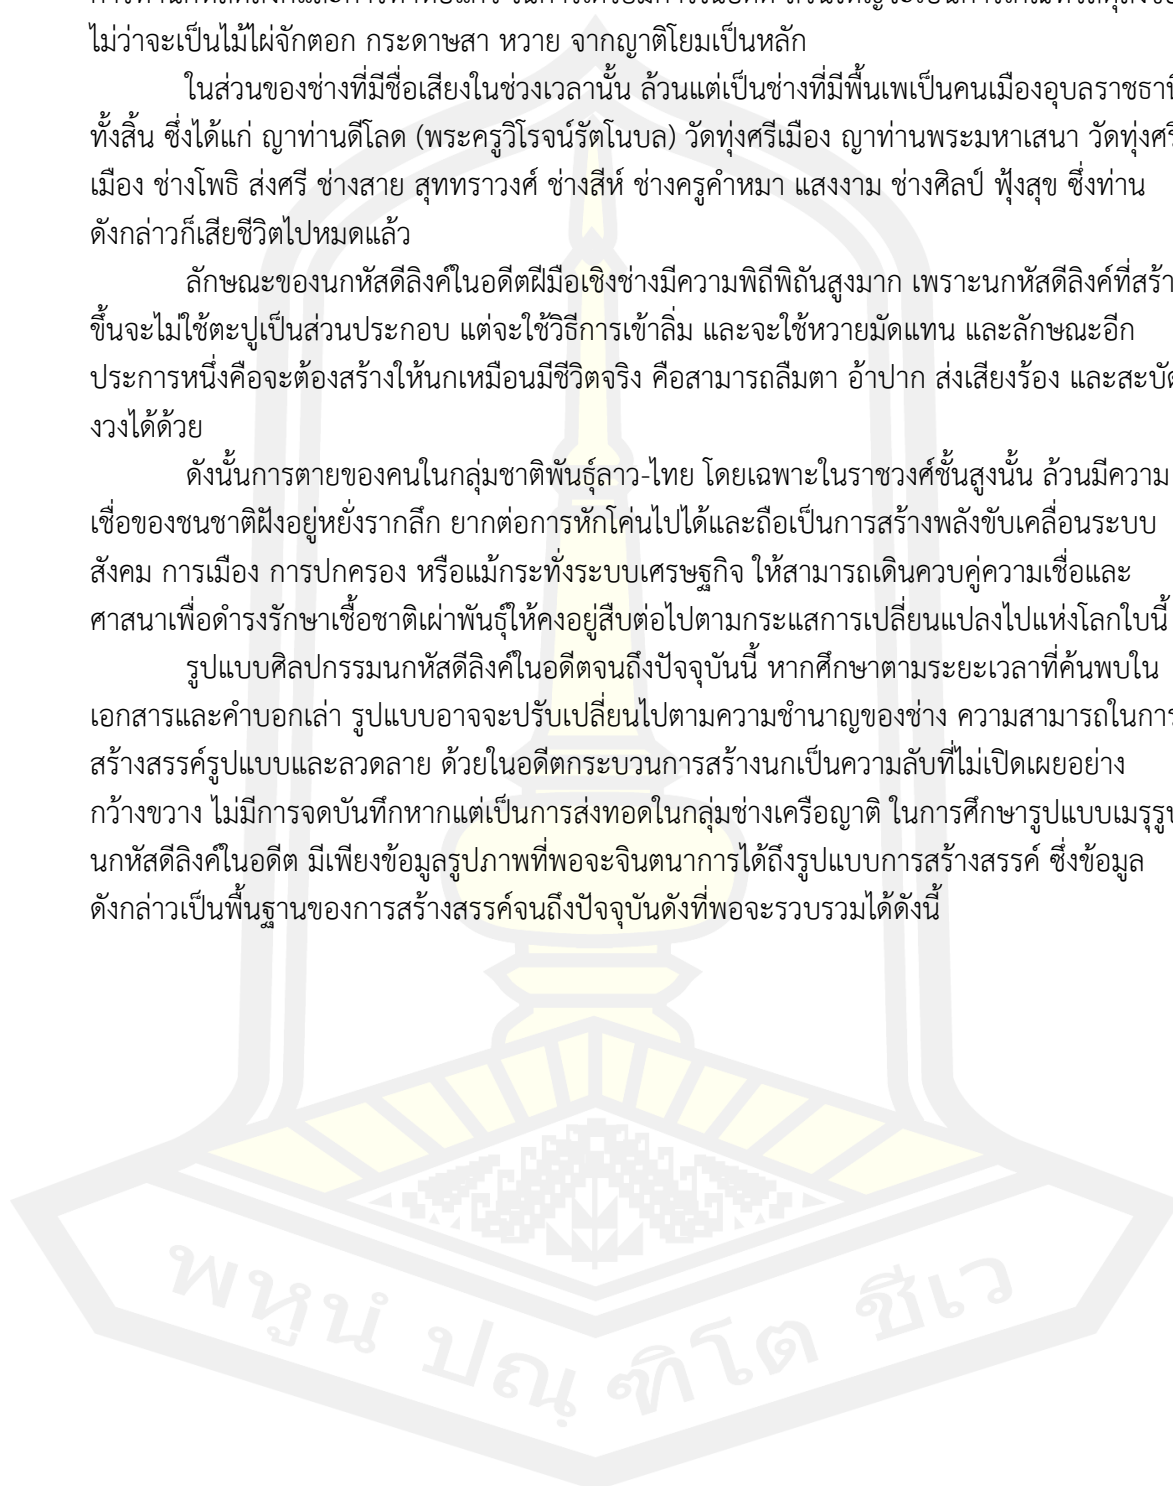 ไม่ว่าจะเป็นไม้ไผ่จักตอก กระดาษสา หวาย จากญาติโยมเป็นหลัก
ในส่วนของช่างที่มีชื่อเสียงในช่วงเวลานั้น ล้วนแต่เป็นช่างที่มีพื้นเพเป็นคนเมืองอุบลราชธานี
ทั้งสิ้น ซึ่งได้แก่ ญาท่านดีโลด (พระครูวิโรจน์รัตโนบล) วัดทุ่งศรีเมือง ญาท่านพระมหาเสนา วัดทุ่งศรี
เมือง ช่างโพธิ ส่งศรี ช่างสาย สุททราวงศ์ ช่างสีห์ ช่างครูคำหมา แสงงาม ช่างศิลป์ ฟุ้งสุข ซึ่งท่าน
ดังกล่าวก็เสียชีวิตไปหมดแล้ว
ลักษณะของนกหัสดีลิงค์ในอดีตฝีมือเชิงช่างมีความพิถีพิถันสูงมาก เพราะนกหัสดีลิงค์ที่สร้า
ขึ้นจะไม่ใช้ตะปูเป็นส่วนประกอบ แต่จะใช้วิธีการเข้าลิ่ม และจะใช้หวายมัดแทน และลักษณะอีก
ประการหนึ่งคือจะต้องสร้างให้นกเหมือนมีชีวิตจริง คือสามารถลืมตา อ้าปาก ส่งเสียงร้อง และสะบัด
งวงได้ด้วย
ดังนั้นการตายของคนในกลุ่มชาติพันธุ์ลาว-ไทย โดยเฉพาะในราชวงศ์ชั้นสูงนั้น ล้วนมีความ
เชื่อของชนชาติฝังอยู่หยั่งรากลึก ยากต่อการหักโค่นไปได้และถือเป็นการสร้างพลังขับเคลื่อนระบบ
สังคม การเมือง การปกครอง หรือแม้กระทั่งระบบเศรษฐกิจ ให้สามารถเดินควบคู่ความเชื่อและ
ศาสนาเพื่อดำรงรักษาเชื้อชาติเผ่าพันธุ์ให้คงอยู่สืบต่อไปตามกระแสการเปลี่ยนแปลงไปแห่งโลกใบนี้
รูปแบบศิลปกรรมนกหัสดีลิงค์ในอดีตจนถึงปัจจุบันนี้ หากศึกษาตามระยะเวลาที่ค้นพบใน
เอกสารและคำบอกเล่า รูปแบบอาจจะปรับเปลี่ยนไปตามความชำนาญของช่าง ความสามารถในการ
สร้างสรรค์รูปแบบและลวดลาย ด้วยในอดีตกระบวนการสร้างนกเป็นความลับที่ไม่เปิดเผยอย่าง
กว้างขวาง ไม่มีการจดบันทึกหากแต่เป็นการส่งทอดในกลุ่มช่างเครือญาติ ในการศึกษารูปแบบเมรุรูป
นกหัสดีลิงค์ในอดีต มีเพียงข้อมูลรูปภาพที่พอจะจินตนาการได้ถึงรูปแบบการสร้างสรรค์ ซึ่งข้อมูล
ดังกล่าวเป็นพื้นฐานของการสร้างสรรค์จนถึงปัจจุบันดังที่พอจะรวบรวมได้ดังนี้
พหูนํ ปณฺฑิโต ชีเว